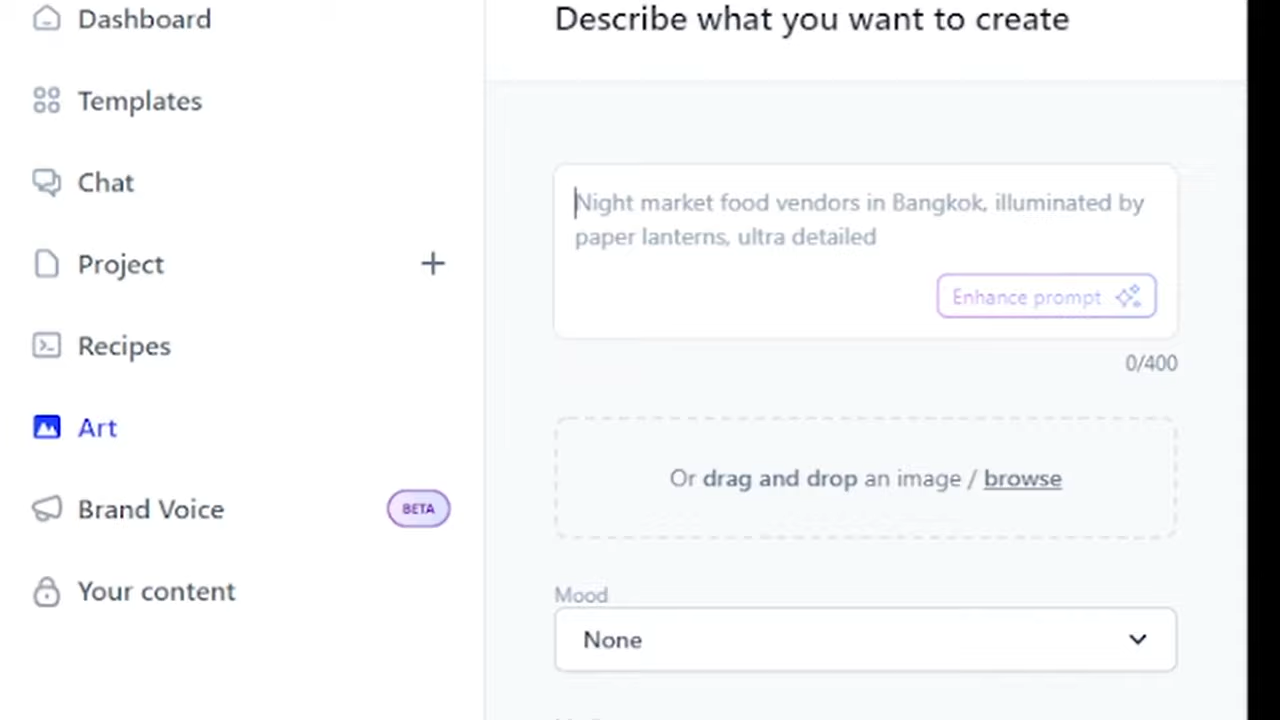 Dashboard
Templates
Chat
Project
Recipes
Art
Brand Voice
BETA
Your content
Describe what you want to create
Night market food vendors in Bangkok, illuminated by
paper lanterns, ultra detailed
Enhance prompt
0/400
Or drag and drop an image / browse
Mood
None